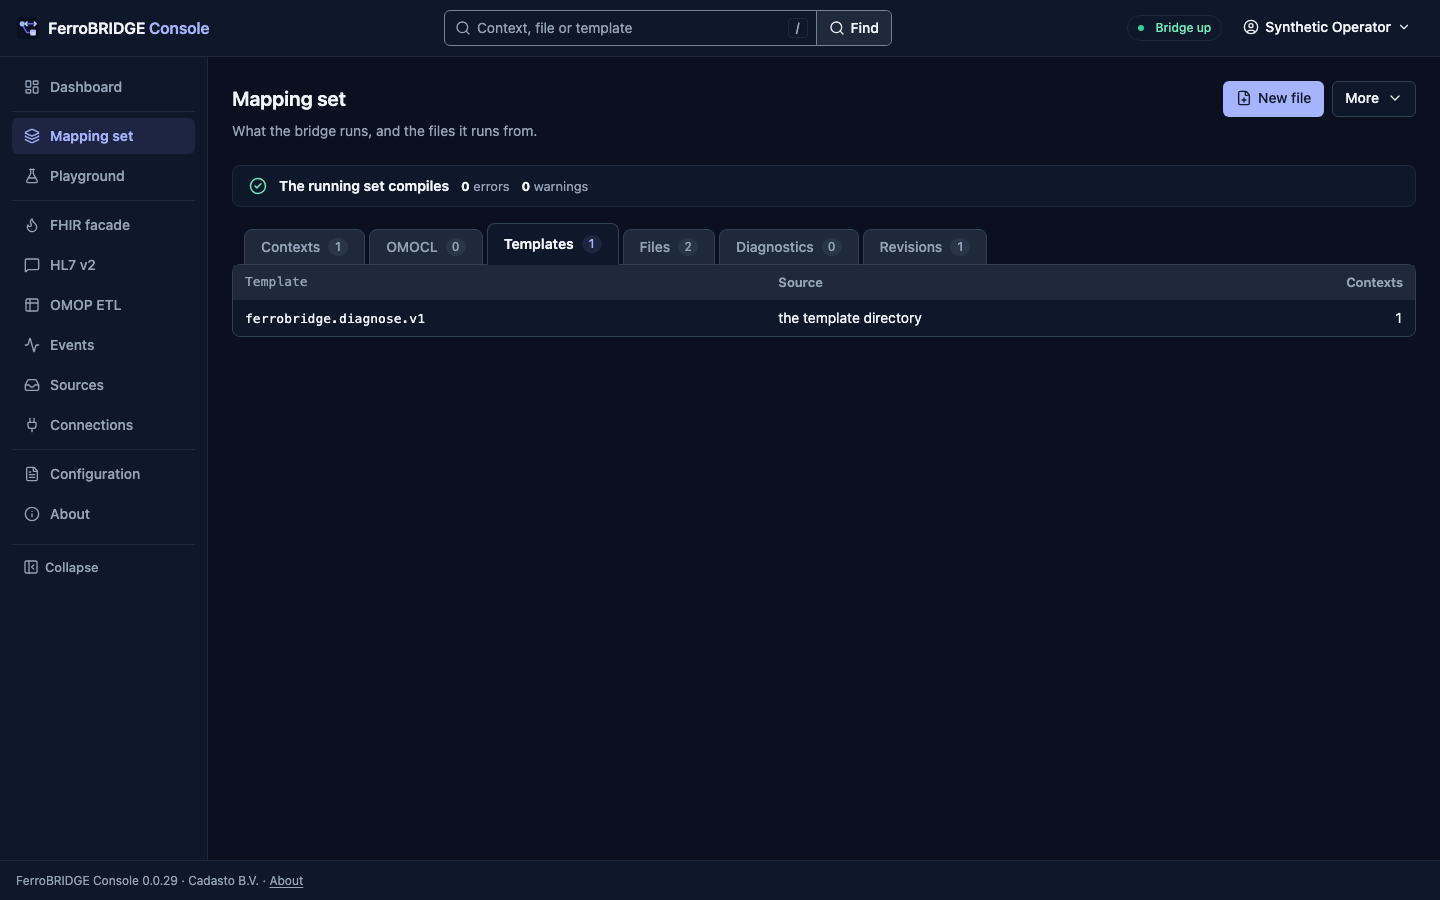 FerroBRIDGE Console
Context, file or template
/
Find
Bridge up
Synthetic Operator
Dashboard
Mapping set
Playground
FHIR facade
HL7 v2
OMOP ETL
Events
Sources
Connections
Configuration
About
Collapse
Mapping set
New file
More
What the bridge runs, and the files it runs from.
The running set compiles 0 errors 0 warnings
Contexts 1
OMOCL 0
Templates 1
Files 2
Diagnostics 0
Revisions 1
Template Source Contexts
ferrobridge.diagnose.v1 the template directory 1
FerroBRIDGE Console 0.0.29 · Cadasto B.V. · About